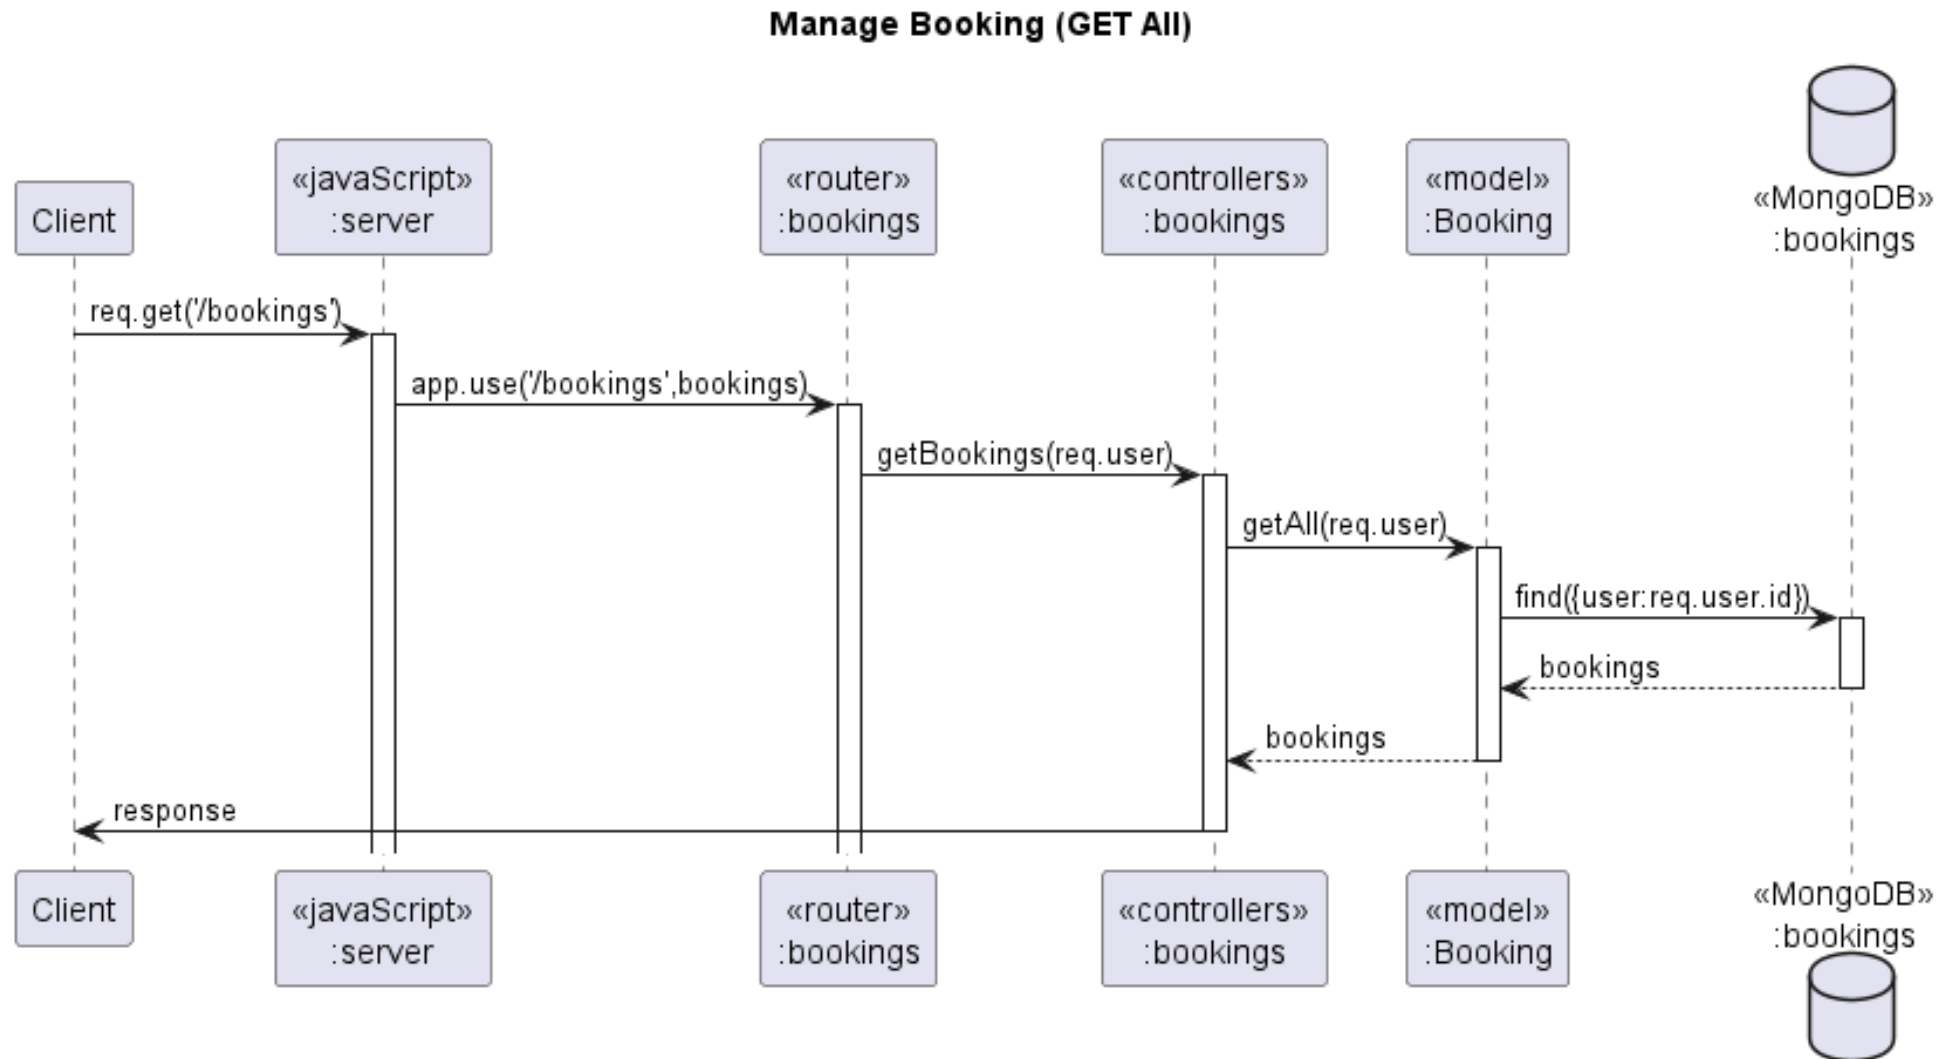 Manage Booking (GET All)
Client
«javaScript»
:server
«router»
:bookings
«controllers»
:bookings
«model»
:Booking
«MongoDB»
:bookings
req.get('/bookings')
app.use('/bookings',bookings)
getBookings(req.user)
getAll(req.user)
find({user:req.user.id})
bookings
bookings
response
Client
«javaScript»
:server
«router»
:bookings
«controllers»
:bookings
«model»
:Booking
«MongoDB»
:bookings